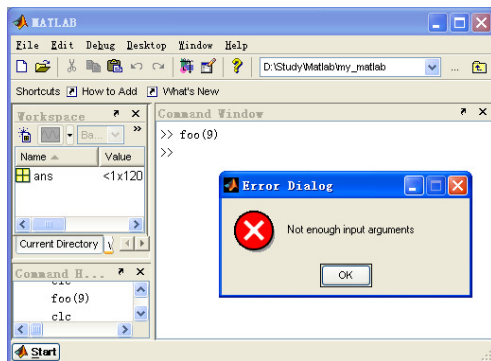 MATLAB
File Edit Debug Desktop Window Help
D:\Study\Matlab\my_matlab
...
Shortcuts How to Add What's New
Workspace
Ba...
»
Name Value
ans <1x120
Current Directory
Command H...
clc
foo(9)
clc
Command Window
>> foo(9)
>>
Error Dialog
Not enough input arguments
OK
Start